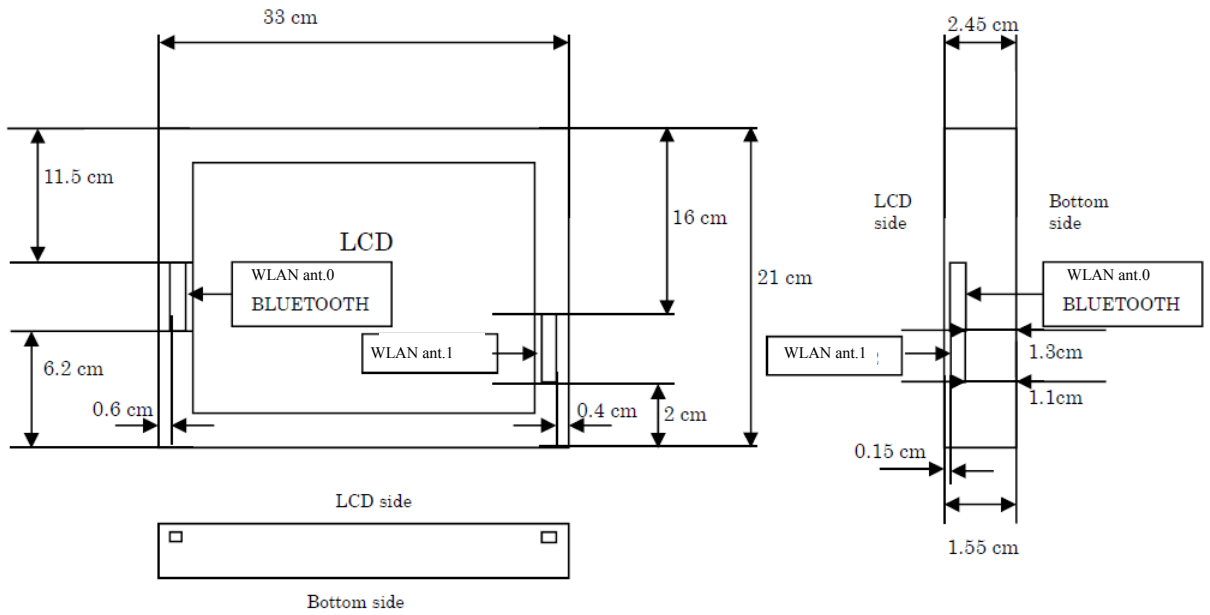 33 cm
2.45 cm
11.5 cm
16 cm
LCD
side
Bottom
side
LCD
21 cm
WLAN ant.0
BLUETOOTH
WLAN ant.0
BLUETOOTH
WLAN ant.1
WLAN ant.1
1.3cm
6.2 cm
1.1cm
0.6 cm
0.4 cm
2 cm
0.15 cm
LCD side
1.55 cm
Bottom side